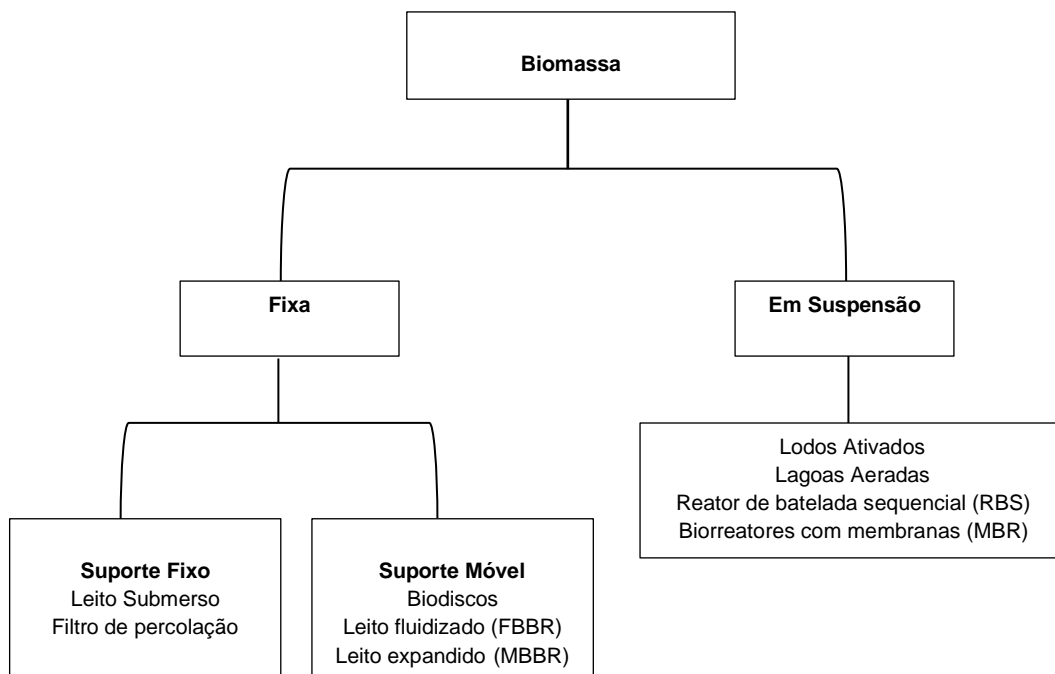 Biomassa
Fixa
Em Suspensão
Lodos Ativados
Lagoas Aeradas
Reator de batelada sequencial (RBS)
Biorreatores com membranas (MBR)
Suporte Fixo
Leito Submerso
Filtro de percolação
Suporte Móvel
Biodiscos
Leito fluidizado (FBBR)
Leito expandido (MBBR)